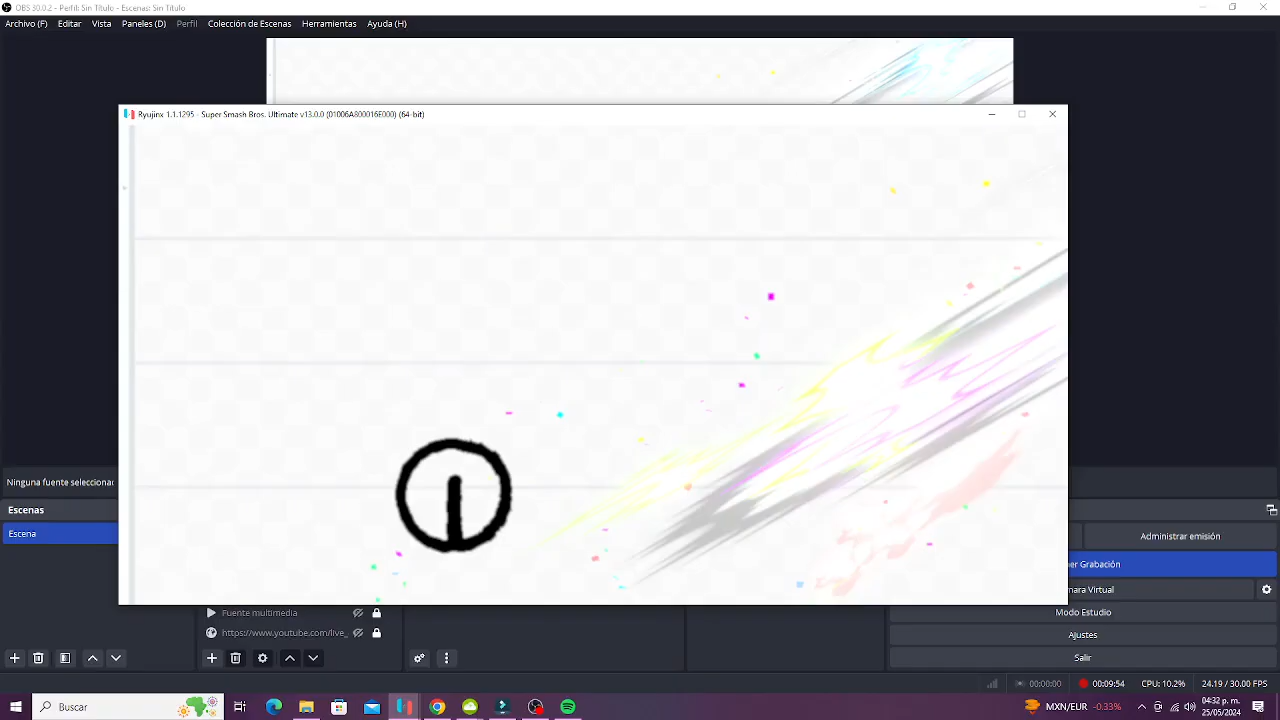 OBS 30.0.2 - Perfil: Sin Título - Escenas: Sin Título
Archivo (F) Editar Vista Paneles (D) Perfil Colección de Escenas Herramientas Ayuda (H)
Ryujinx 1.1.1295 - Super Smash Bros. Ultimate v13.0.0 (01006A800016E000) (64-bit)
Ninguna fuente seleccionar
Escenas
Escena
Administrar emisión
er Grabación
mara Virtual
Fuente multimedia
Modo Estudio
https://www.youtube.com/live_
Ajustes
Salir
00:00:00 00:09:54 CPU: 10.2% 24.19 / 30.00 FPS
Buscar
MXN/EUR -0.33%
04:32 p. m.
25/05/2024